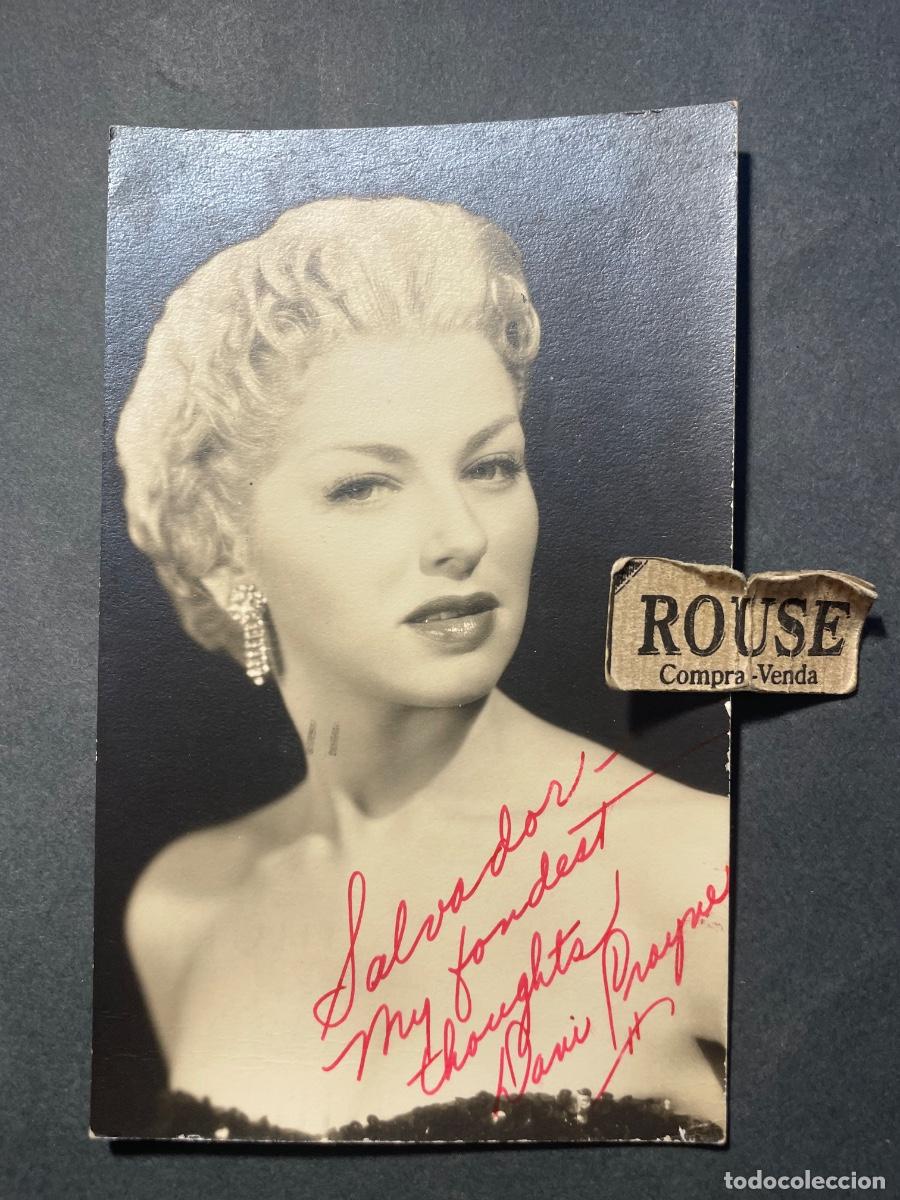 ROUSE
Compra-Venda
Salvador-
My fondest
thoughts
Dani Crayne
todocoleccion